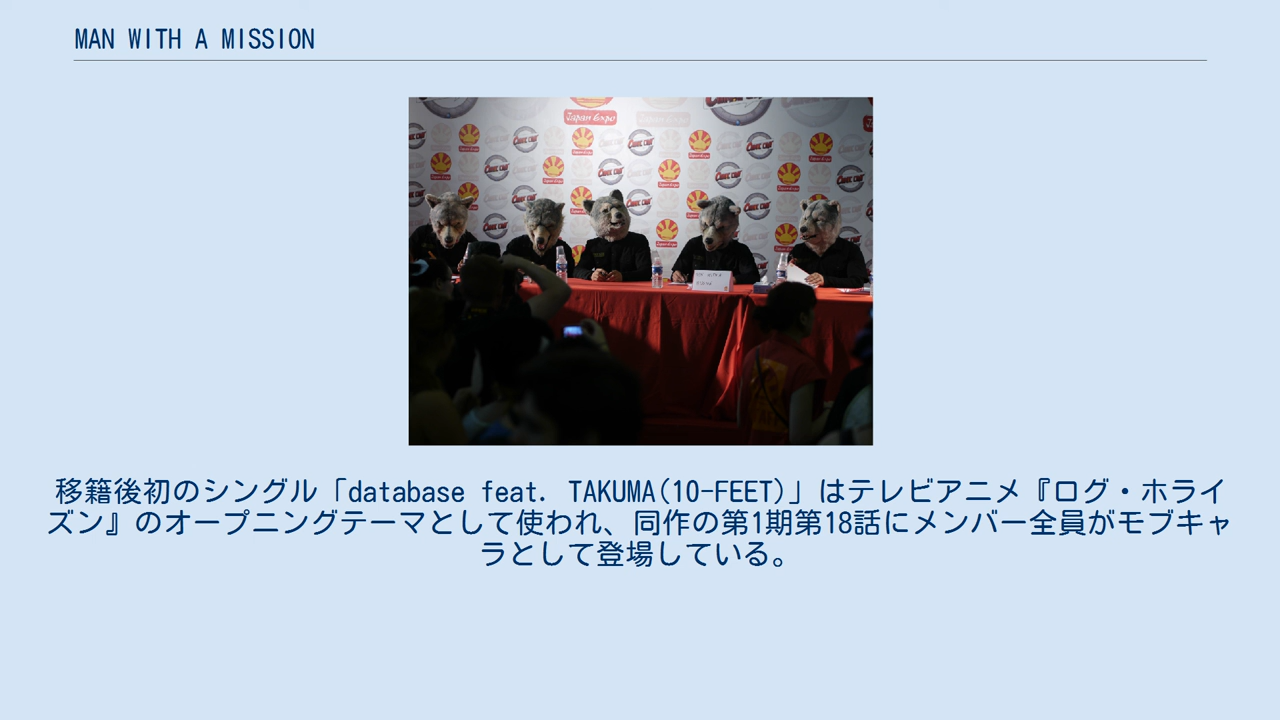 MAN WITH A MISSION
Japan Expo
移籍後初のシングル「database feat. TAKUMA(10-FEET)」はテレビアニメ『ログ・ホライ
ズン』のオープニングテーマとして使われ、同作の第1期第18話にメンバー全員がモブキャ
ラとして登場している。